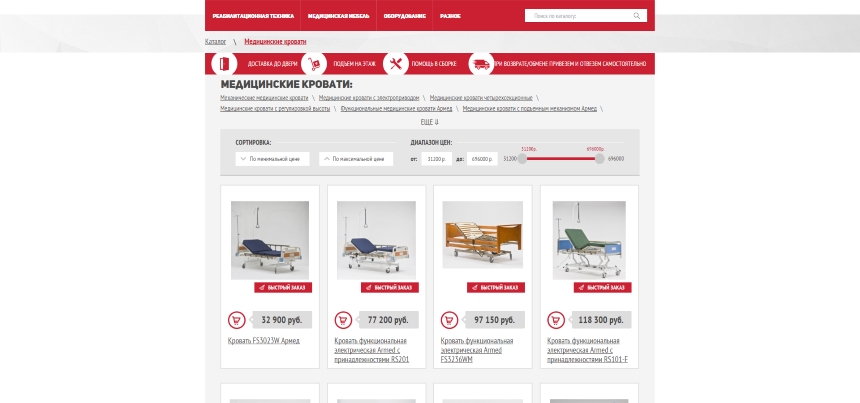 РЕАБИЛИТАЦИОННАЯ ТЕХНИКА МЕДИЦИНСКАЯ МЕБЕЛЬ ОБОРУДОВАНИЕ РАЗНОЕ Поиск по каталогу:
Каталог \ Медицинские кровати
ДОСТАВКА ДО ДВЕРИ ПОДЪЕМ НА ЭТАЖ ПОМОЩЬ В СБОРКЕ ПРИ ВОЗВРАТЕ/ОБМЕНЕ ПРИВЕЗЕМ И ОТВЕЗЕМ САМОСТОЯТЕЛЬНО
МЕДИЦИНСКИЕ КРОВАТИ:
Механические медицинские кровати \ Медицинские кровати с электроприводом \ Медицинские кровати четырехсекционные \
Медицинские кровати с регулировкой высоты \ Функциональные медицинские кровати Армед \ Медицинские кровати с подъемным механизмом Армед \
ЕЩЕ ⇓
СОРТИРОВКА: ДИАПАЗОН ЦЕН:
По минимальной цене По максимальной цене от: 31200 р. до: 696000 р. 31200 31200р. 696000р. 696000
БЫСТРЫЙ ЗАКАЗ БЫСТРЫЙ ЗАКАЗ БЫСТРЫЙ ЗАКАЗ БЫСТРЫЙ ЗАКАЗ
32 900 руб. 77 200 руб. 97 150 руб. 118 300 руб.
Кровать FS3023W Армед
Кровать функциональная
электрическая Armed с
принадлежностями RS201
Кровать функциональная
электрическая Armed
FS3236WM
Кровать функциональная
электрическая Armed с
принадлежностями RS101-F